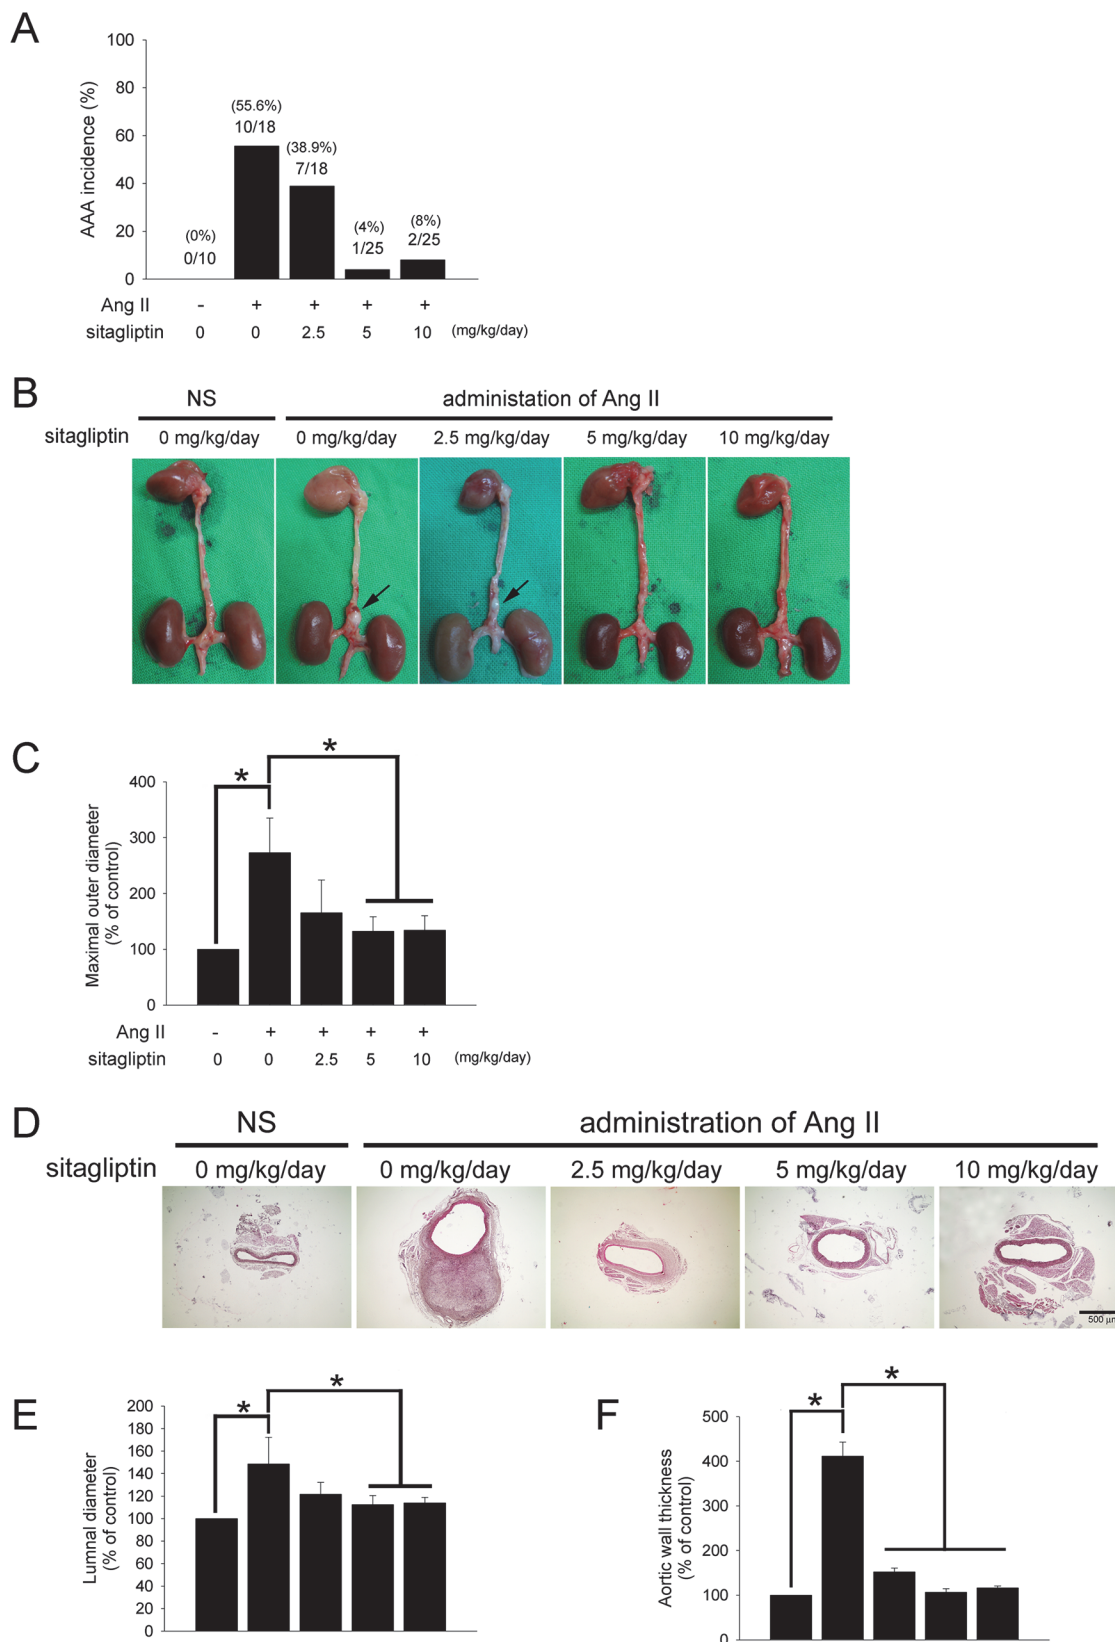 A
100
80
60
40
20
0
AAA incidence (%)
(0%)
0/10
(55.6%)
10/18
(38.9%)
7/18
(4%)
1/25
(8%)
2/25
Ang II - + + + +
sitagliptin 0 0 2.5 5 10 (mg/kg/day)
B
NS administation of Ang II
sitagliptin 0 mg/kg/day 0 mg/kg/day 2.5 mg/kg/day 5 mg/kg/day 10 mg/kg/day
C
400
300
200
100
0
Maximal outer diameter
(% of control)
*
*
Ang II - + + + +
sitagliptin 0 0 2.5 5 10 (mg/kg/day)
D
NS administration of Ang II
sitagliptin 0 mg/kg/day 0 mg/kg/day 2.5 mg/kg/day 5 mg/kg/day 10 mg/kg/day
500 μm
E
200
180
160
140
120
100
80
60
40
20
0
Lumnal diameter
(% of control)
*
*
F
500
400
300
200
100
0
Aortic wall thickness
(% of control)
*
*